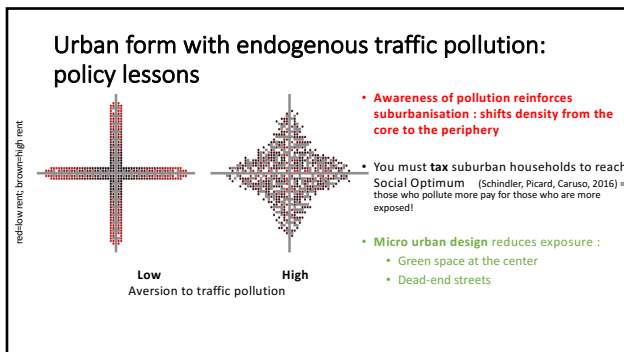 Urban form with endogenous traffic pollution:
policy lessons
red=low rent; brown=high rent
Low
High
Aversion to traffic pollution
• Awareness of pollution reinforces
suburbanisation : shifts density from the
core to the periphery
• You must tax suburban households to reach
Social Optimum (Schindler, Picard, Caruso, 2016) =
those who pollute more pay for those who are more
exposed!
• Micro urban design reduces exposure :
• Green space at the center
• Dead-end streets